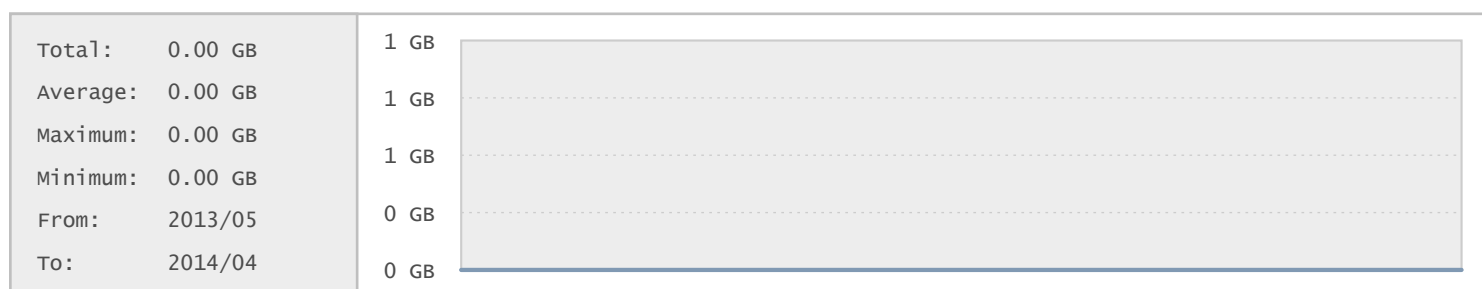 Total: 0.00 GB
Average: 0.00 GB
Maximum: 0.00 GB
Minimum: 0.00 GB
From: 2013/05
To: 2014/04
1 GB
1 GB
1 GB
0 GB
0 GB